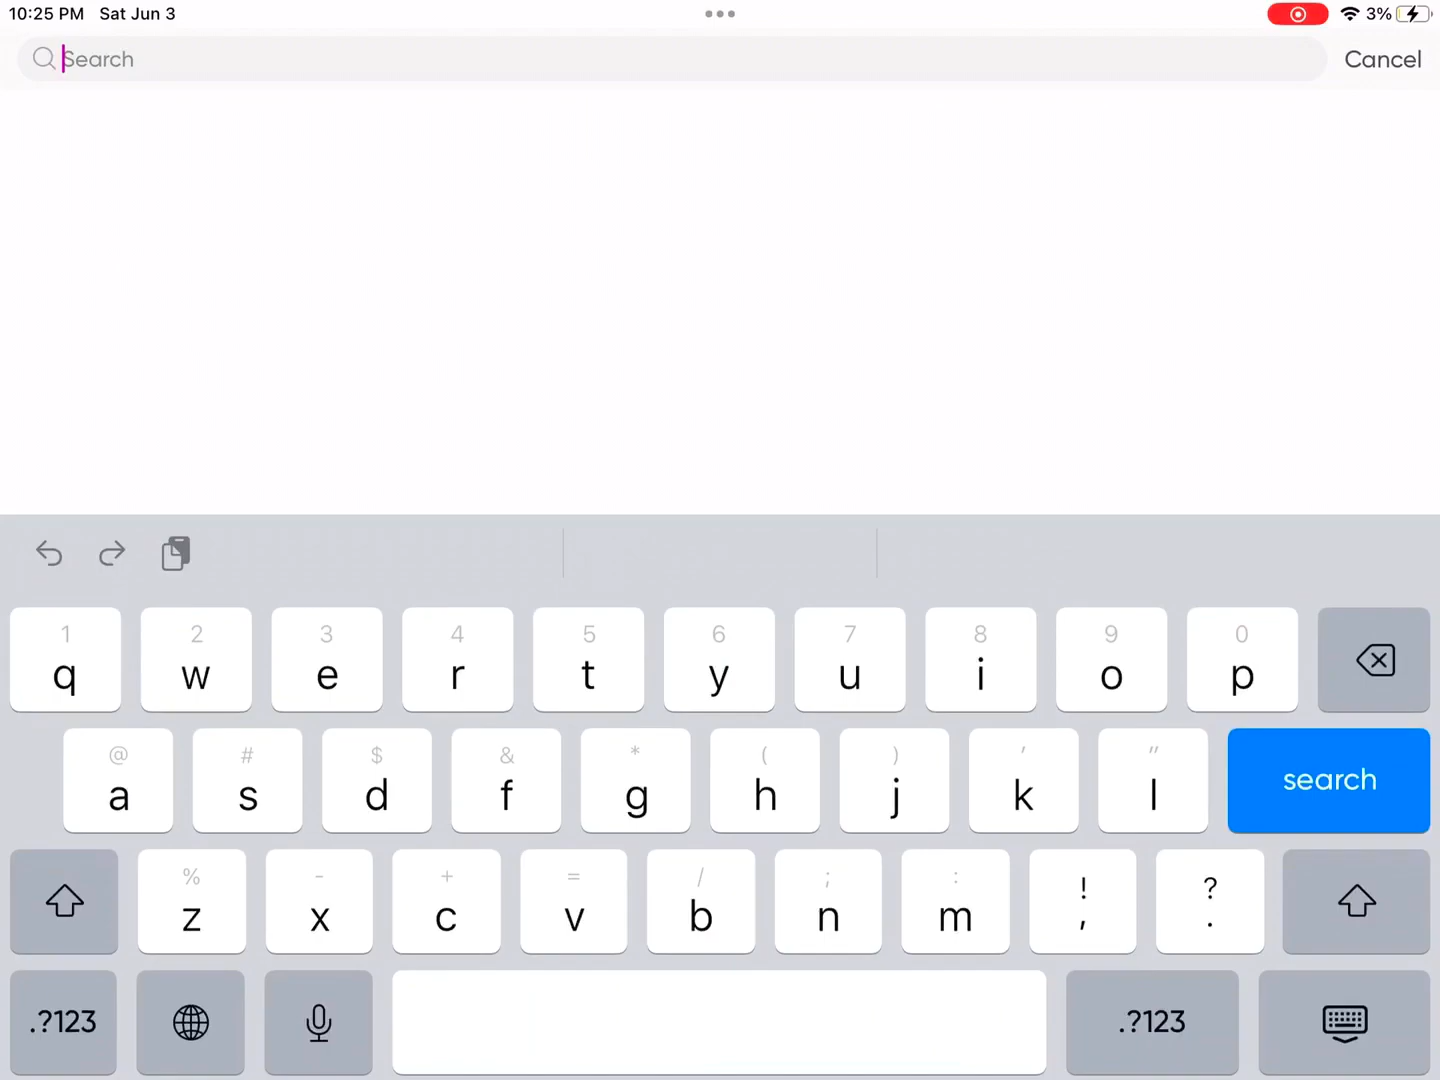 10:25 PM Sat Jun 3 3%
Search Cancel
1 2 3 4 5 6 7 8 9 0
q w e r t y u i o p
@ # $ & * ( ) ' "
a s d f g h j k l search
% - + = / ; : ! ?
z x c v b n m , .
.?123 .?123